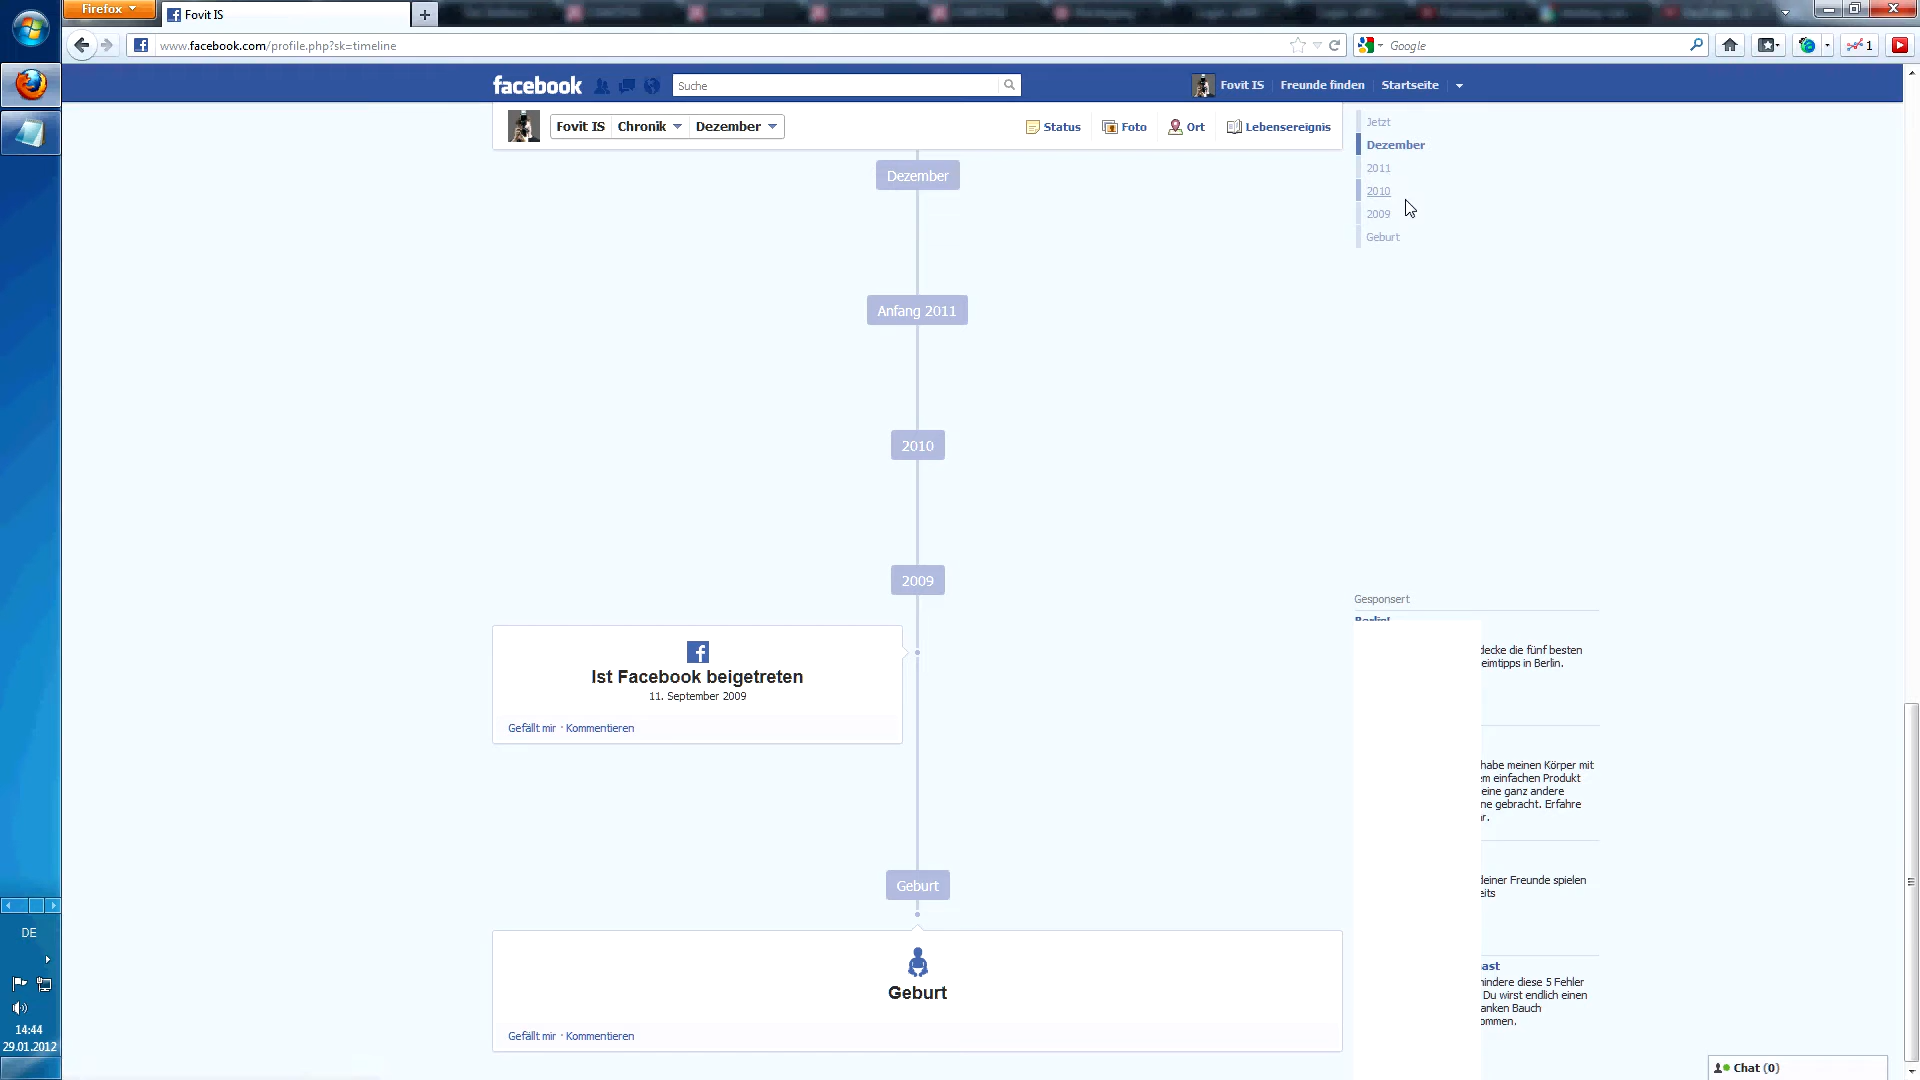 Firefox
Fovit IS
www.facebook.com/profile.php?sk=timeline
Google
1
facebook
Suche
Fovit IS
Freunde finden
Startseite
Fovit IS
Chronik
Dezember
Status
Foto
Ort
Lebensereignis
Jetzt
Dezember
2011
2010
2009
Geburt
Dezember
Anfang 2011
2010
2009
Ist Facebook beigetreten
11. September 2009
Gefällt mir · Kommentieren
Geburt
Geburt
Gefällt mir · Kommentieren
Gesponsert
decke die fünf besten
eimtipps in Berlin.
habe meinen Körper mit
em einfachen Produkt
eine ganz andere
ne gebracht. Erfahre
r.
deiner Freunde spielen
eits
ast
hindere diese 5 Fehler
Du wirst endlich einen
anken Bauch
ommen.
Chat (0)
DE
14:44
29.01.2012